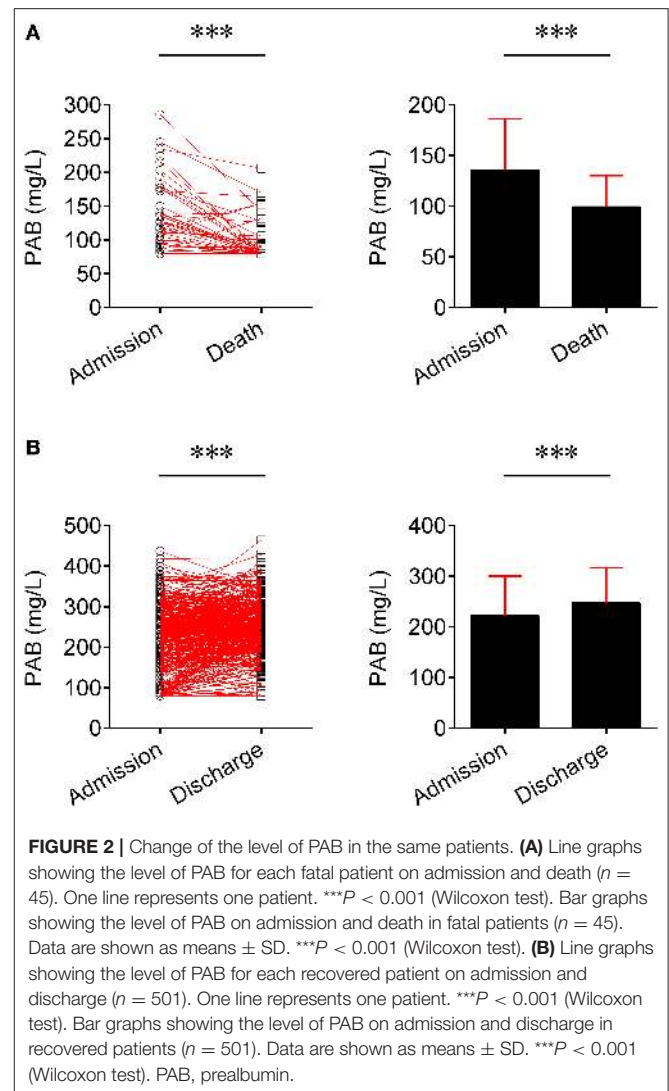 A
***
***
PAB (mg/L)
300
250
200
150
100
50
0
Admission
Death
PAB (mg/L)
200
150
100
50
0
Admission
Death
B
***
***
PAB (mg/L)
500
400
300
200
100
0
Admission
Discharge
PAB (mg/L)
400
300
200
100
0
Admission
Discharge
FIGURE 2 | Change of the level of PAB in the same patients. (A) Line graphs
showing the level of PAB for each fatal patient on admission and death (n =
45). One line represents one patient. ***P < 0.001 (Wilcoxon test). Bar graphs
showing the level of PAB on admission and death in fatal patients (n = 45).
Data are shown as means ± SD. ***P < 0.001 (Wilcoxon test). (B) Line graphs
showing the level of PAB for each recovered patient on admission and
discharge (n = 501). One line represents one patient. ***P < 0.001 (Wilcoxon
test). Bar graphs showing the level of PAB on admission and discharge in
recovered patients (n = 501). Data are shown as means ± SD. ***P < 0.001
(Wilcoxon test). PAB, prealbumin.